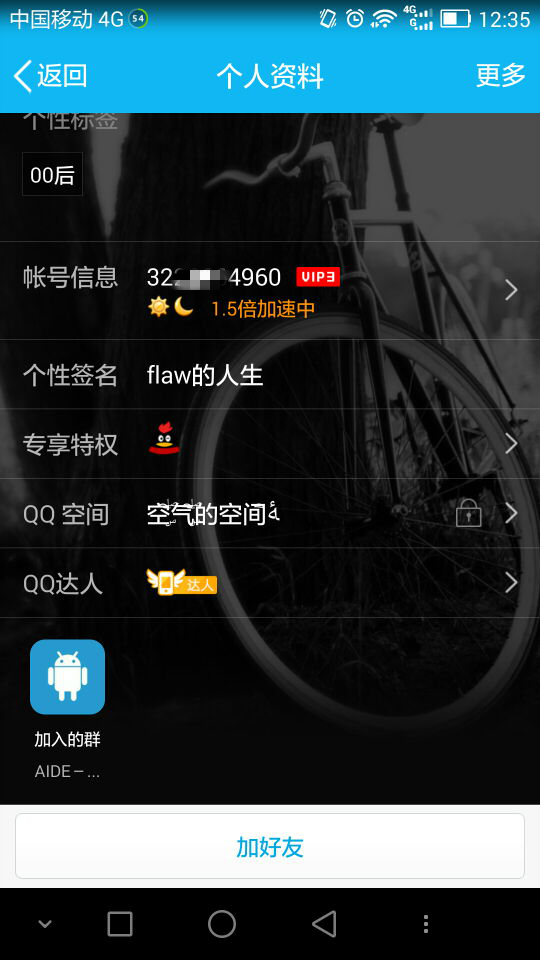 中国移动 4G 54 4G G 12:35
返回 个人资料 更多
个性标签
00后
帐号信息 32 4960 VIP3
1.5倍加速中
个性签名 flaw的人生
专享特权
QQ 空间 空气的空间
QQ达人 达人
加入的群
AIDE－...
加好友